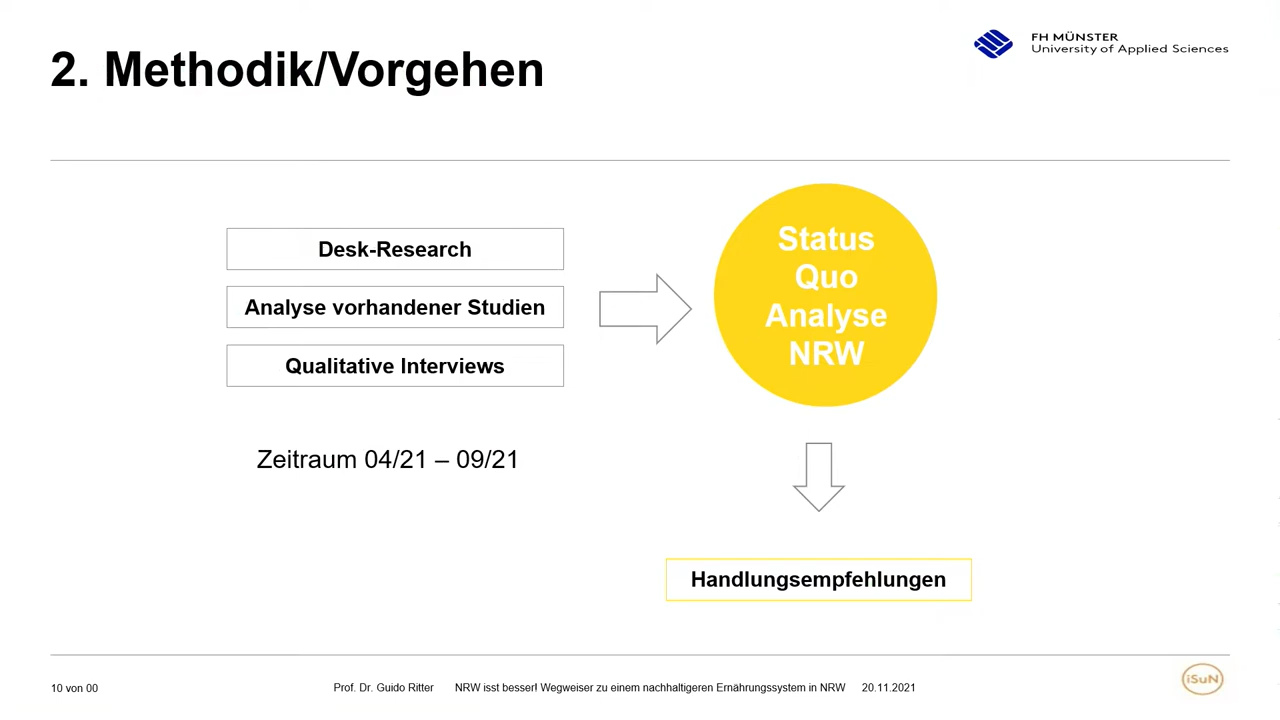 2. Methodik/Vorgehen
FH MÜNSTER
University of Applied Sciences
Desk-Research
Analyse vorhandener Studien
Qualitative Interviews
Zeitraum 04/21 – 09/21
Status
Quo
Analyse
NRW
Handlungsempfehlungen
10 von 00
Prof. Dr. Guido Ritter
NRW isst besser! Wegweiser zu einem nachhaltigeren Ernährungssystem in NRW
20.11.2021
iSuN